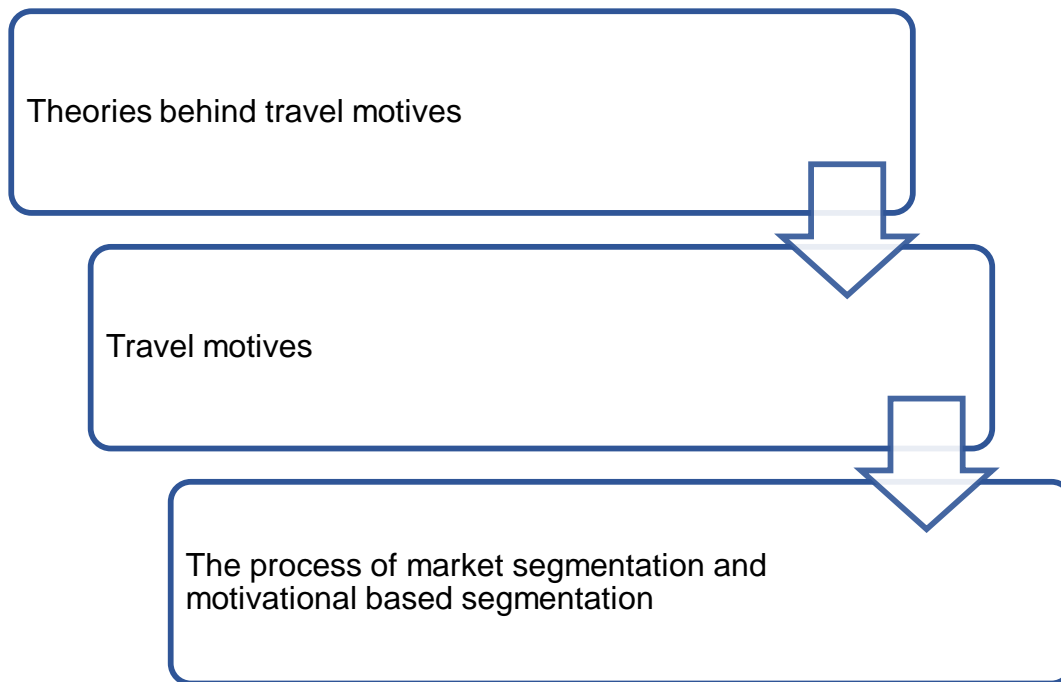 Theories behind travel motives
Travel motives
The process of market segmentation and
motivational based segmentation